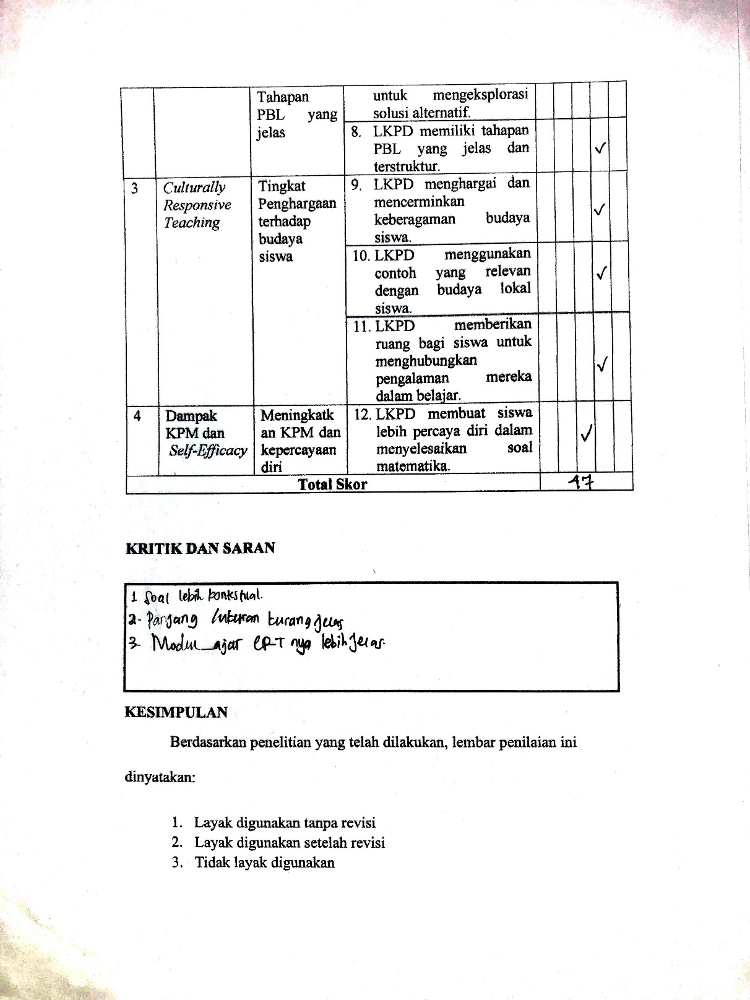 Tahapan
PBL yang
jelas
untuk mengeksplorasi
solusi alternatif.
8. LKPD memiliki tahapan
PBL yang jelas dan
terstruktur.
✓
3
Culturally
Responsive
Teaching
Tingkat
Penghargaan
terhadap
budaya
siswa
9. LKPD menghargai dan
mencerminkan
keberagaman budaya
siswa.
✓
10. LKPD menggunakan
contoh yang relevan
dengan budaya lokal
siswa.
✓
11. LKPD memberikan
ruang bagi siswa untuk
menghubungkan
pengalaman mereka
dalam belajar.
✓
4
Dampak
KPM dan
Self-Efficacy
Meningkatk
an KPM dan
kepercayaan
diri
12. LKPD membuat siswa
lebih percaya diri dalam
menyelesaikan soal
matematika.
✓
Total Skor
47
KRITIK DAN SARAN
1 Soal lebih kontestual.
2- Panjang kurang jelas
3- Modul ajar CRT nya lebih jelas.
KESIMPULAN
Berdasarkan penelitian yang telah dilakukan, lembar penilaian ini
dinyatakan:
1. Layak digunakan tanpa revisi
2. Layak digunakan setelah revisi
3. Tidak layak digunakan